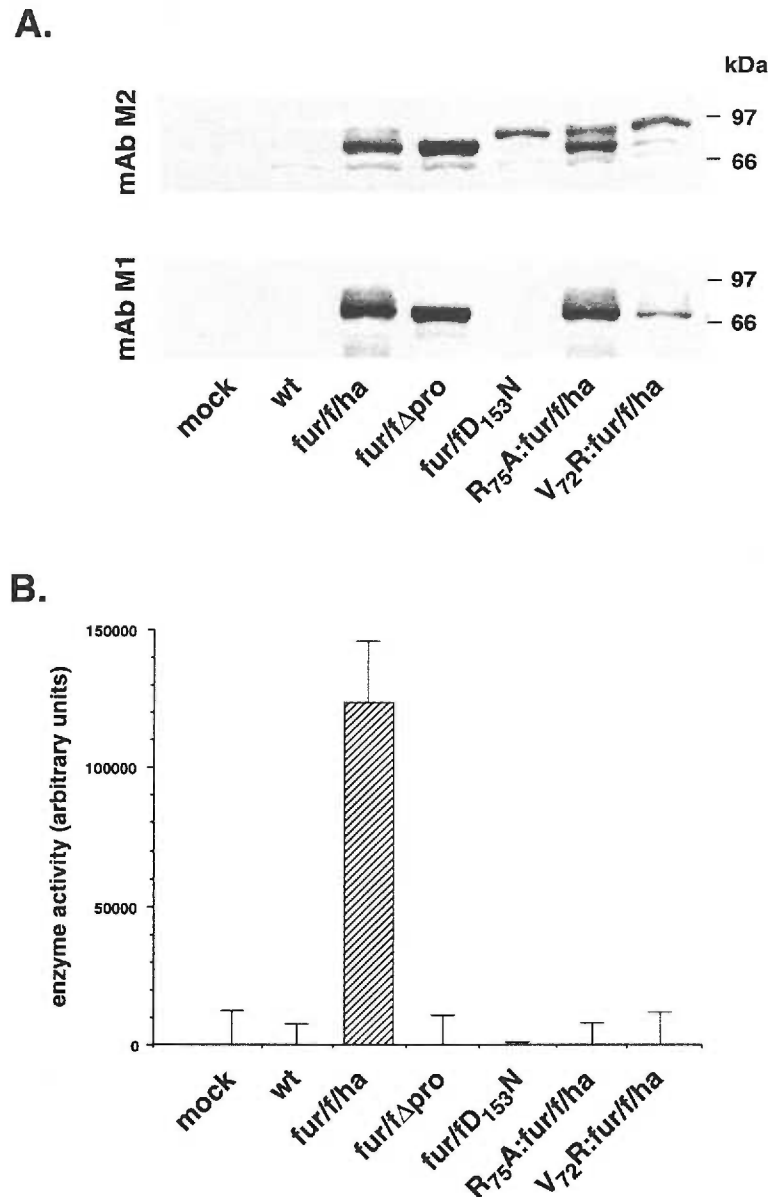 A.
kDa
mAb M2
– 97
– 66
mAb M1
– 97
– 66
mock
wt
fur/f/ha
fur/fΔpro
fur/fD153N
R75A:fur/f/ha
V72R:fur/f/ha
B.
enzyme activity (arbitrary units)
150000
100000
50000
0
mock
wt
fur/f/ha
fur/fΔpro
fur/fD153N
R75A:fur/f/ha
V72R:fur/f/ha